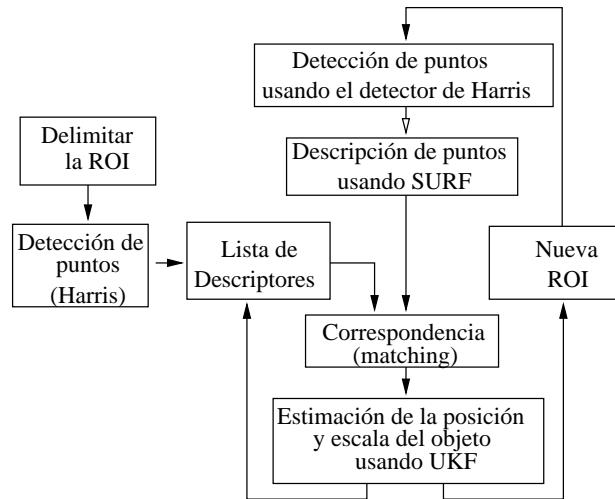 Detección de puntos
usando el detector de Harris
Delimitar
la ROI
Descripción de puntos
usando SURF
Detección de
puntos
(Harris)
Lista de
Descriptores
Nueva
ROI
Correspondencia
(matching)
Estimación de la posición
y escala del objeto
usando UKF